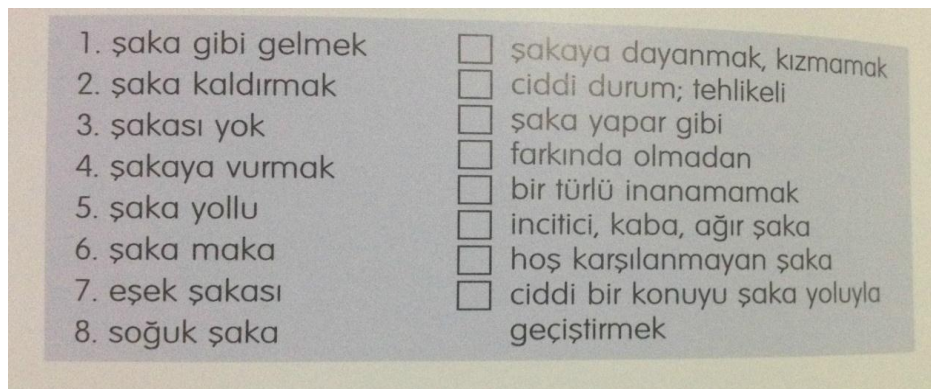 1. şaka gibi gelmek
2. şaka kaldırmak
3. şakası yok
4. şakaya vurmak
5. şaka yollu
6. şaka maka
7. eşek şakası
8. soğuk şaka
şakaya dayanmak, kızmamak
ciddi durum; tehlikeli
şaka yapar gibi
farkında olmadan
bir türlü inanamamak
incitici, kaba, ağır şaka
hoş karşılanmayan şaka
ciddi bir konuyu şaka yoluyla
geçiştirmek